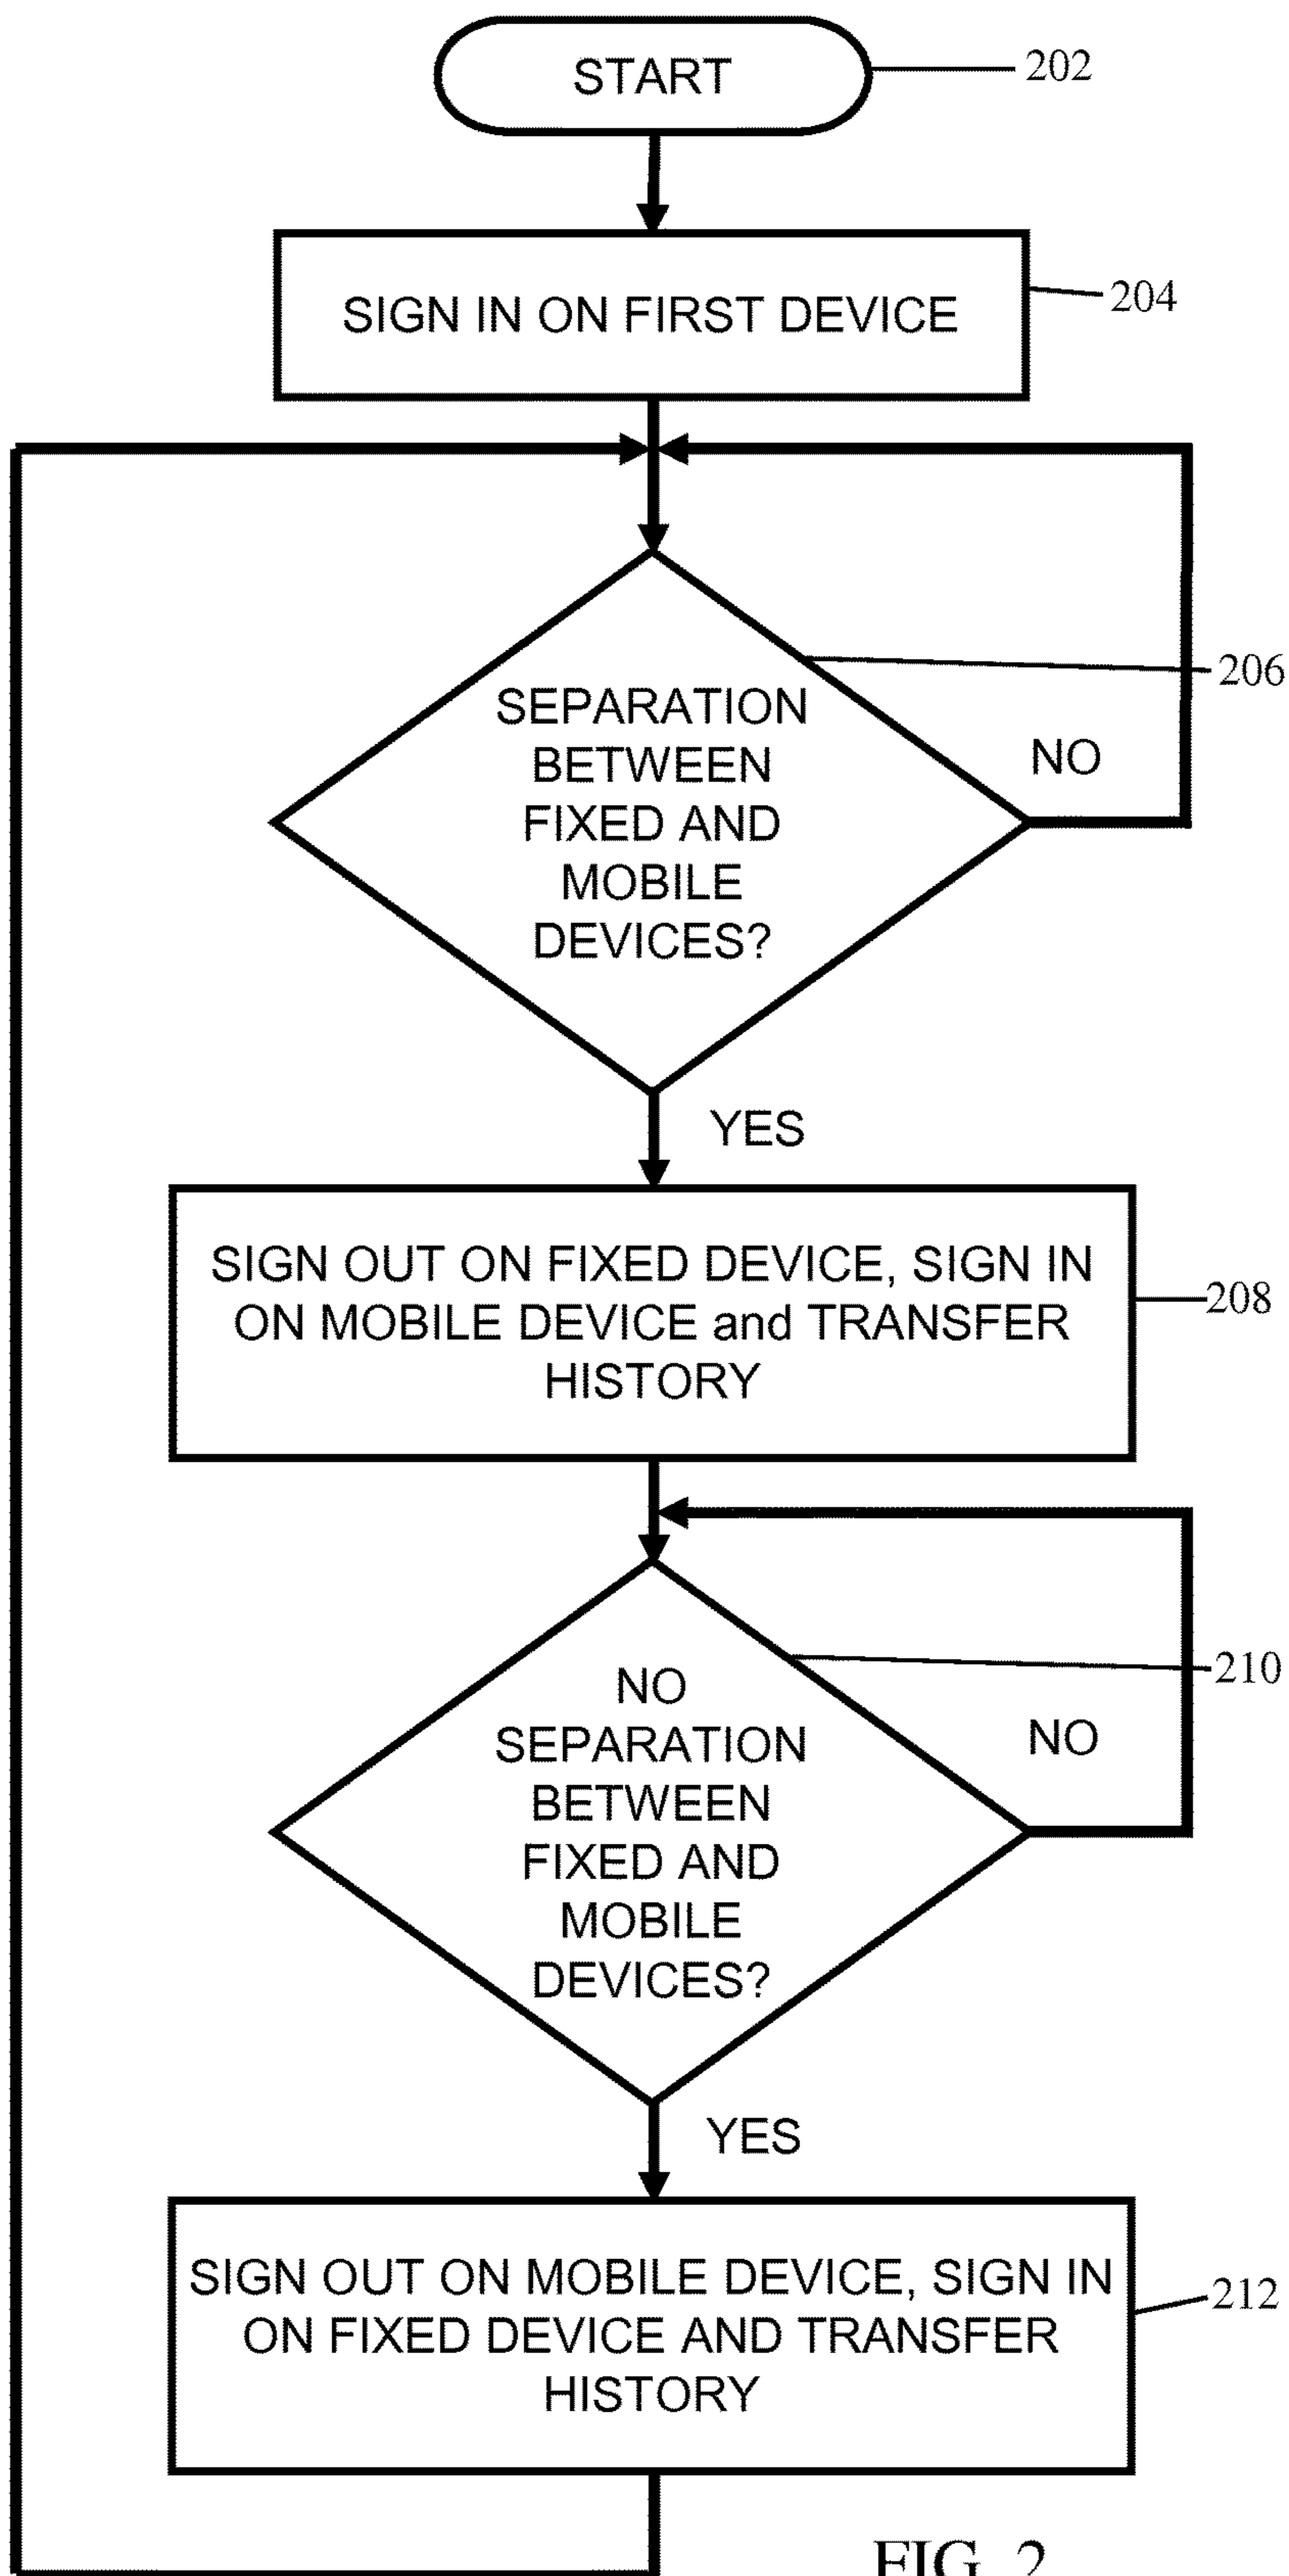 START
202
SIGN IN ON FIRST DEVICE
204
SEPARATION
BETWEEN
FIXED AND
MOBILE
DEVICES?
206
NO
YES
SIGN OUT ON FIXED DEVICE, SIGN IN
ON MOBILE DEVICE and TRANSFER
HISTORY
208
NO
SEPARATION
BETWEEN
FIXED AND
MOBILE
DEVICES?
210
NO
YES
SIGN OUT ON MOBILE DEVICE, SIGN IN
ON FIXED DEVICE AND TRANSFER
HISTORY
212
FIG. 2